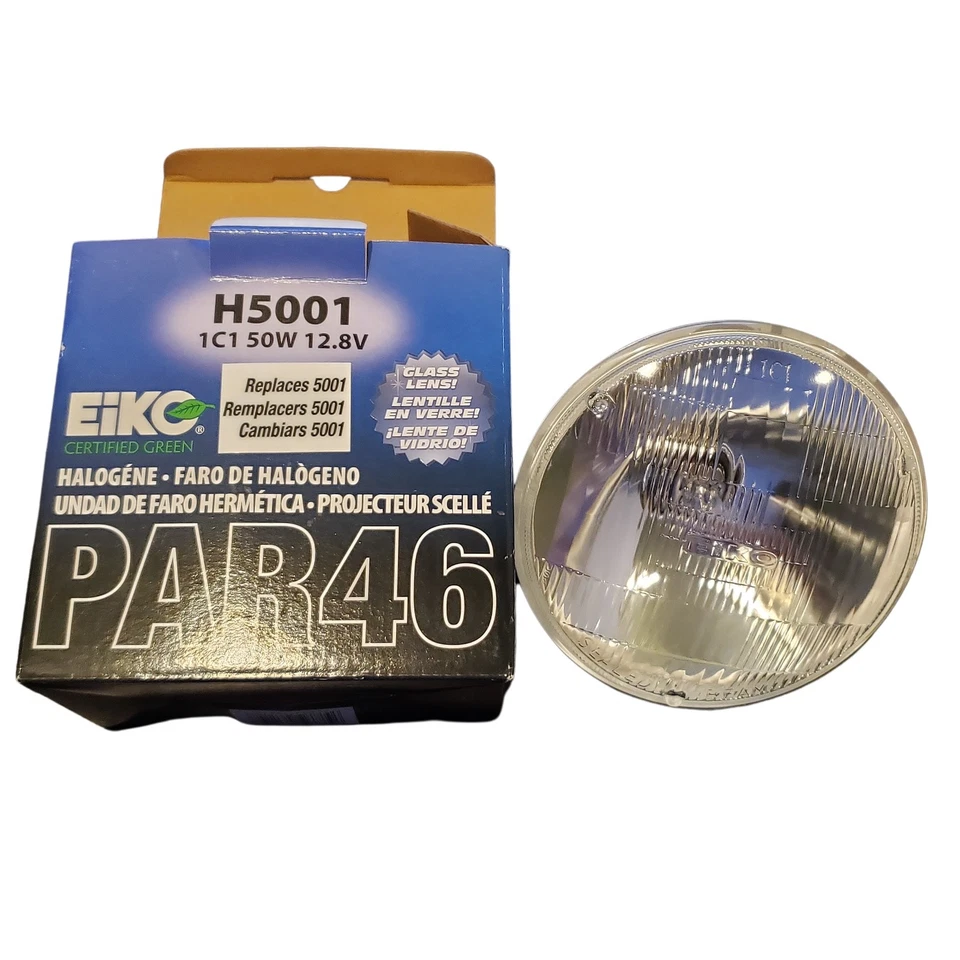 H5001
1C1 50W 12.8V
Replaces 5001
Remplacers 5001
Cambiars 5001
GLASS
LENS!
LENTILLE
EN VERRE!
¡LENTE DE
VIDRIO!
EiKO®
CERTIFIED GREEN
HALOGÉNE • FARO DE HALÒGENO
UNDAD DE FARO HERMÉTICA • PROJECTEUR SCELLÉ
PAR46
EIKO